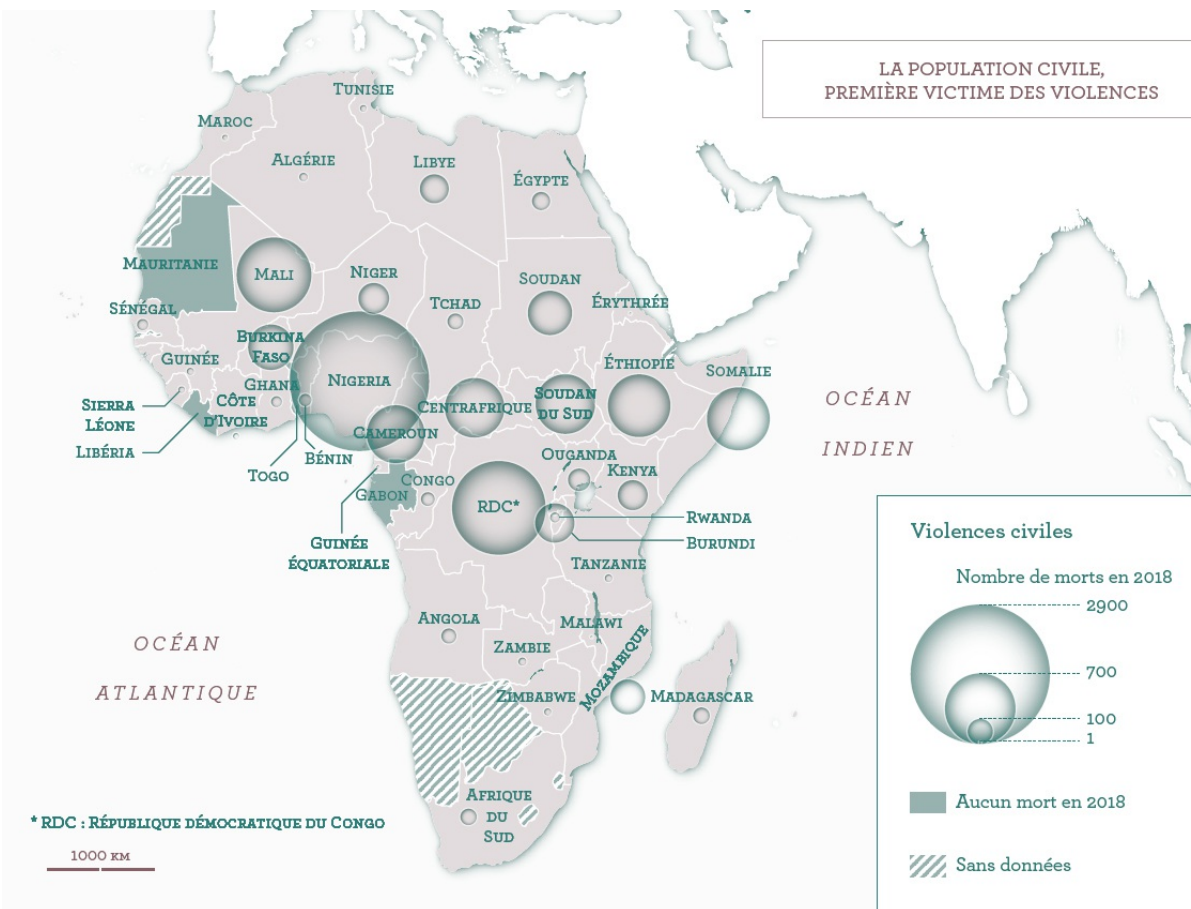 LA POPULATION CIVILE,
PREMIÈRE VICTIME DES VIOLENCES
TUNISIE
MAROC
ALGÉRIE
LIBYE
ÉGYPTE
MAURITANIE
MALI
NIGER
TCHAD
SOUDAN
ÉRYTHRÉE
SÉNÉGAL
BURKINA
FASO
GUINÉE
GHANA
NIGERIA
CÔTE
D'IVOIRE
SIERRA
LÉONE
LIBÉRIA
TOGO
BÉNIN
CAMEROUN
CENTRAFRIQUE
SOUDAN
DU SUD
ÉTHIOPIE
SOMALIE
OCÉAN
INDIEN
OUGANDA
KENYA
CONGO
GABON
RDC*
GUINÉE
ÉQUATORIALE
RWANDA
BURUNDI
TANZANIE
ANGOLA
MALAWI
ZAMBIE
MOZAMBIQUE
ZIMBABWE
MADAGASCAR
AFRIQUE
DU
SUD
OCÉAN
ATLANTIQUE
* RDC : RÉPUBLIQUE DÉMOCRATIQUE DU CONGO
1000 KM
Violences civiles
Nombre de morts en 2018
2900
700
100
1
Aucun mort en 2018
Sans données